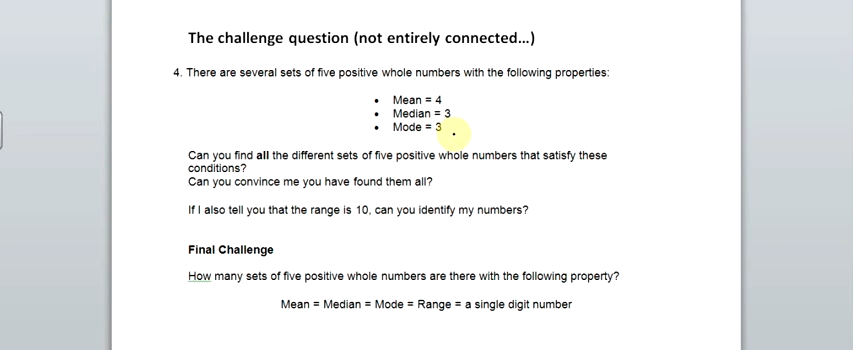 The challenge question (not entirely connected...)
4. There are several sets of five positive whole numbers with the following properties:
• Mean = 4
• Median = 3
• Mode = 3
Can you find all the different sets of five positive whole numbers that satisfy these
conditions?
Can you convince me you have found them all?
If I also tell you that the range is 10, can you identify my numbers?
Final Challenge
How many sets of five positive whole numbers are there with the following property?
Mean = Median = Mode = Range = a single digit number